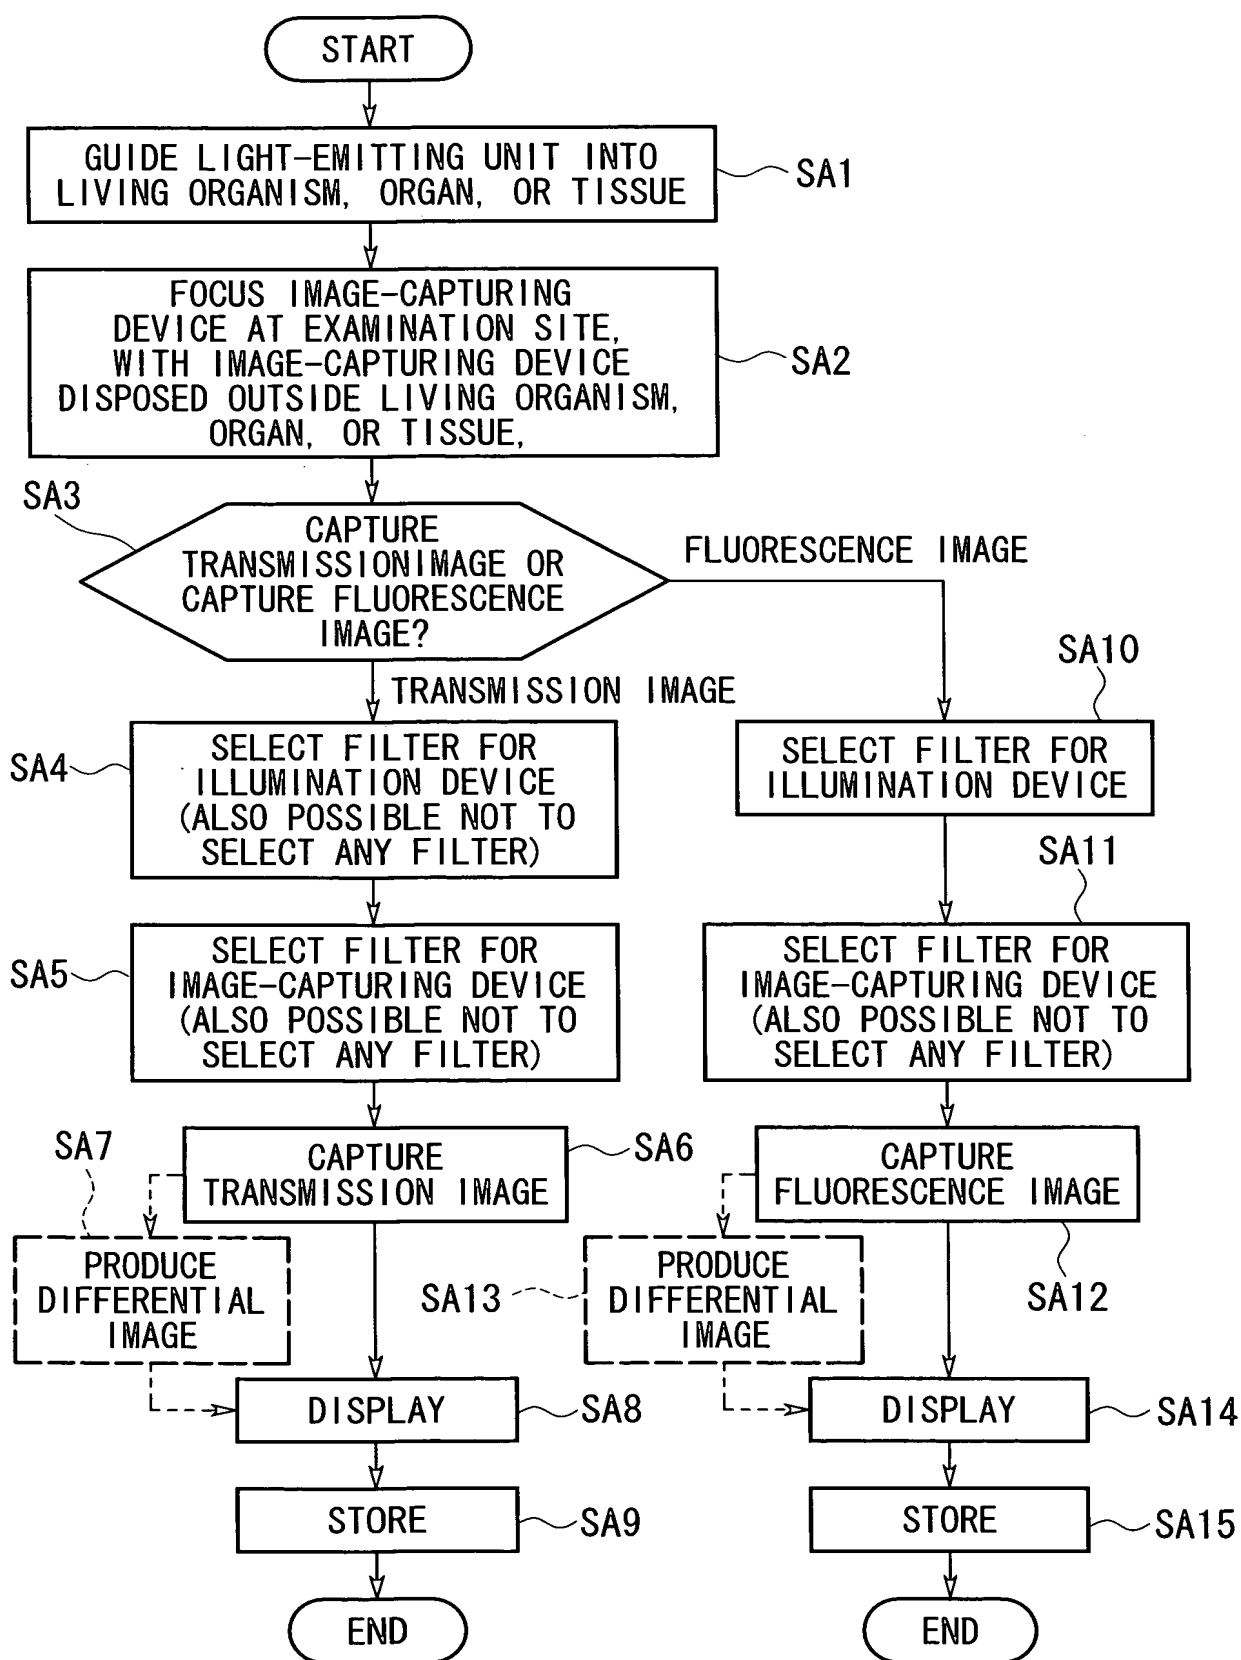 START
GUIDE LIGHT-EMITTING UNIT INTO
LIVING ORGANISM, ORGAN, OR TISSUE
SA1
FOCUS IMAGE-CAPTURING
DEVICE AT EXAMINATION SITE,
WITH IMAGE-CAPTURING DEVICE
DISPOSED OUTSIDE LIVING ORGANISM,
ORGAN, OR TISSUE,
SA2
SA3
CAPTURE
TRANSMISSIONIMAGE OR
CAPTURE FLUORESCENCE
IMAGE?
FLUORESCENCE IMAGE
TRANSMISSION IMAGE
SA4
SELECT FILTER FOR
ILLUMINATION DEVICE
(ALSO POSSIBLE NOT TO
SELECT ANY FILTER)
SA5
SELECT FILTER FOR
IMAGE-CAPTURING DEVICE
(ALSO POSSIBLE NOT TO
SELECT ANY FILTER)
CAPTURE
TRANSMISSION IMAGE
SA6
SA7
PRODUCE
DIFFERENTIAL
IMAGE
DISPLAY
SA8
STORE
SA9
END
SA10
SELECT FILTER FOR
ILLUMINATION DEVICE
SA11
SELECT FILTER FOR
IMAGE-CAPTURING DEVICE
(ALSO POSSIBLE NOT TO
SELECT ANY FILTER)
CAPTURE
FLUORESCENCE IMAGE
SA12
SA13
PRODUCE
DIFFERENTIAL
IMAGE
DISPLAY
SA14
STORE
SA15
END